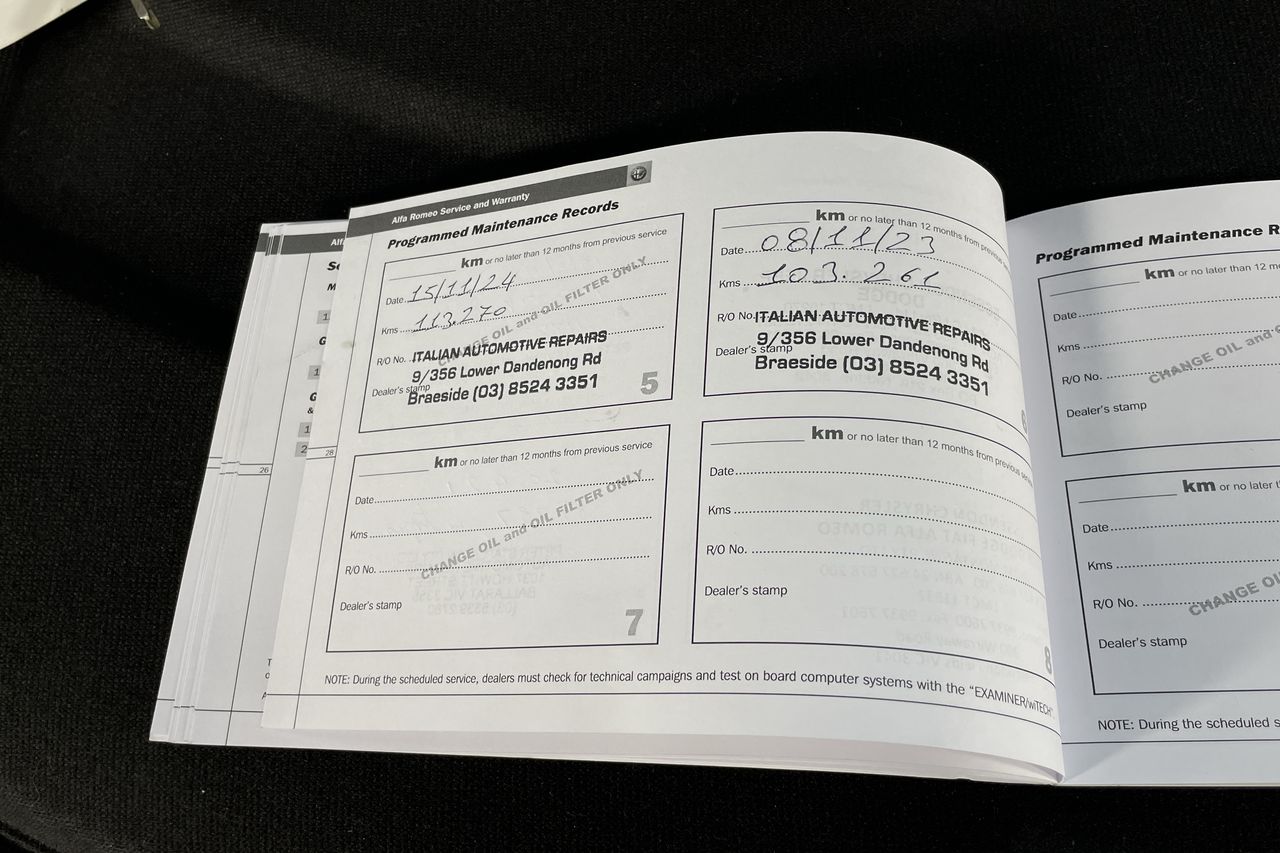 Alfa Romeo Service and Warranty
Programmed Maintenance Records
km or no later than 12 months from previous service
Date 15/11/24
Kms 113.270
CHANGE OIL and OIL FILTER ONLY
R/O No.
ITALIAN AUTOMOTIVE REPAIRS
9/356 Lower Dandenong Rd
Dealer's stamp
Braeside (03) 8524 3351
5
km or no later than 12 months from previous
Date 08/11/23
Kms 103.261
R/O No.
ITALIAN AUTOMOTIVE REPAIRS
9/356 Lower Dandenong Rd
Dealer's stamp
Braeside (03) 8524 3351
km or no later than 12 months from previous service
Date
Kms
CHANGE OIL and OIL FILTER ONLY
R/O No.
Dealer's stamp
7
km or no later than 12 months from previous
Date
Kms
R/O No.
Dealer's stamp
8
NOTE: During the scheduled service, dealers must check for technical campaigns and test on board computer systems with the "EXAMINER/wiTECH"
26
28
Programmed Maintenance R
km or no later than 12 m
Date
Kms
CHANGE OIL and
R/O No.
Dealer's stamp
km or no later t
Date
Kms
CHANGE OIL
R/O No.
Dealer's stamp
NOTE: During the scheduled s